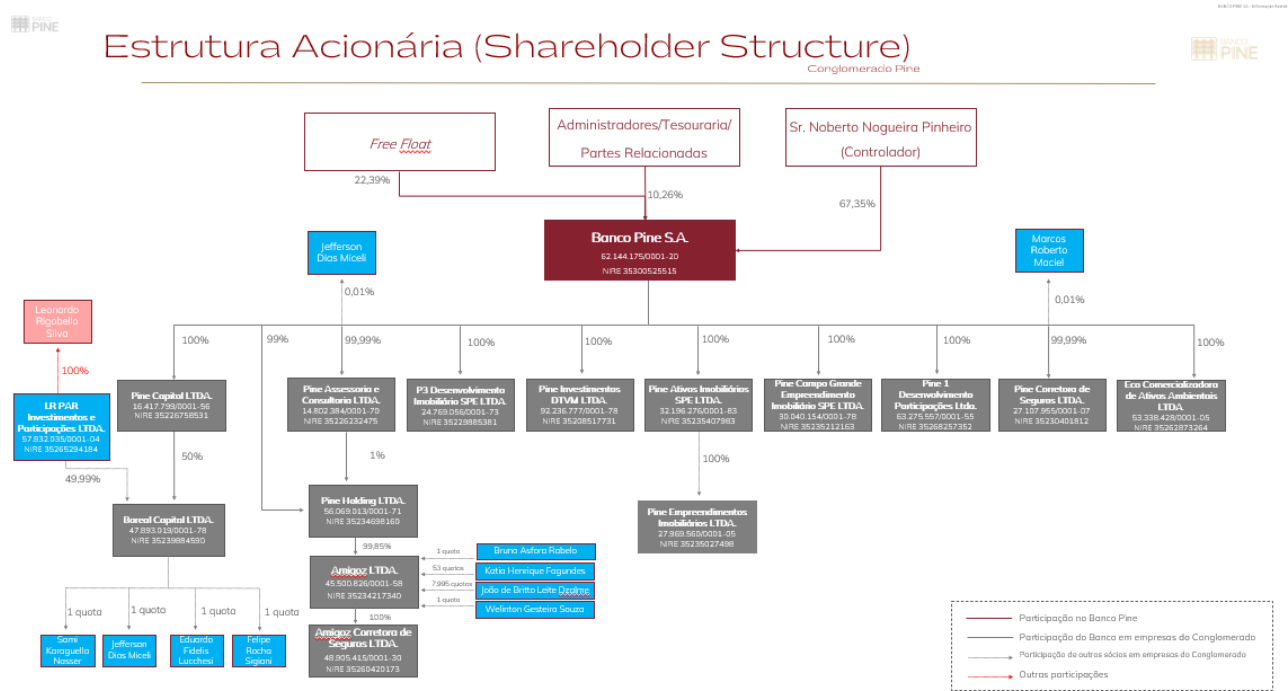 BANCO
PINE
Estrutura Acionária (Shareholder Structure)
Conglomerado Pine
BANCO
PINE
Free Float
Administradores/Tesouraria/
Partes Relacionadas
Sr. Noberto Nogueira Pinheiro
(Controlador)
22,39%
10,26%
67,35%
Banco Pine S.A.
62.144.175/0001-20
NIRE 35300525515
Jefferson
Dias Miceli
Marcos
Roberto
Maciel
0,01%
0,01%
Leonardo
Rigobello
Silva
100%
100%
99%
99,99%
100%
100%
100%
100%
100%
99,99%
100%
LR PAR
Investimentos e
Participações LTDA.
57.832.035/0001-04
NIRE 35265294184
Pine Capital LTDA.
16.417.799/0001-56
NIRE 35226758531
Pine Assessoria e
Consultoria LTDA.
14.802.384/0001-70
NIRE 35226232475
P3 Desenvolvimento
Imobiliário SPE LTDA.
24.769.056/0001-73
NIRE 35229885381
Pine Investimentos
DTVM LTDA.
92.236.777/0001-78
NIRE 35208517731
Pine Ativos Imobiliários
SPE LTDA.
32.196.276/0001-83
NIRE 35235407983
Pine Campo Grande
Empreendimento
Imobiliário SPE LTDA.
30.040.154/0001-78
NIRE 35235212163
Pine 1
Desenvolvimento
Participações Ltda.
63.275.557/0001-55
NIRE 35268257352
Pine Corretora de
Seguros LTDA.
27.107.955/0001-07
NIRE 35230401812
Eco Comercializadora
de Ativos Ambientais
LTDA.
53.338.428/0001-05
NIRE 35262873264
49,99%
50%
1%
100%
Boreal Capital LTDA.
47.893.019/0001-78
NIRE 35239884590
Pine Holding LTDA.
56.069.013/0001-71
NIRE 35234698160
Pine Empreendimentos
Imobiliários LTDA.
27.969.560/0001-05
NIRE 35235027498
99,85%
Amigoz LTDA.
45.500.826/0001-58
NIRE 35234217340
1 quota
Bruna Asfora Rabelo
53 quotas
Katia Henrique Fagundes
7.995 quotas
João de Britto Leite Dzalme
1 quota
Welinton Gesteira Souza
100%
Amigoz Corretora de
Seguros LTDA.
48.905.415/0001-30
NIRE 35260420173
1 quota
1 quota
1 quota
1 quota
Sami
Karaguella
Nasser
Jefferson
Dias Miceli
Eduardo
Fidelis
Lucchesi
Felipe
Rocha
Sigiani
Participação no Banco Pine
Participação do Banco em empresas do Conglomerado
Participação de outros sócios em empresas do Conglomerado
Outras participações